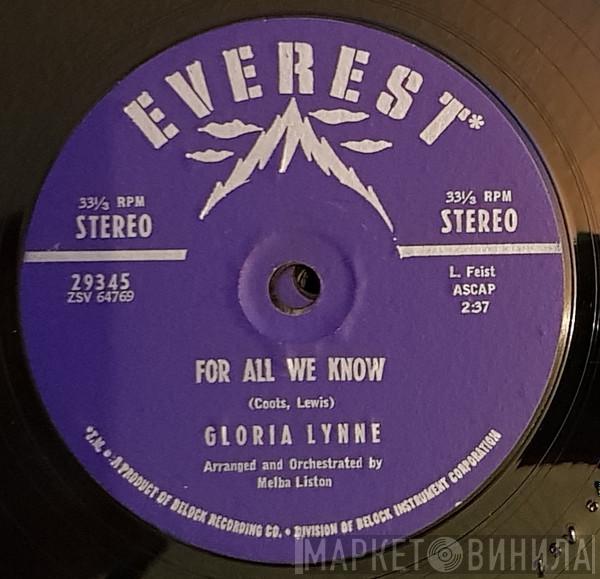 EVEREST*
33⅓ RPM
STEREO
33⅓ RPM
STEREO
29345
ZSV 64769
L. Feist
ASCAP
2:37
FOR ALL WE KNOW
(Coots, Lewis)
GLORIA LYNNE
Arranged and Orchestrated by
Melba Liston
*T.M. • A PRODUCT OF BELOCK RECORDING CO. • DIVISION OF BELOCK INSTRUMENT CORPORATION
МАРКЕТ ВИНИЛА